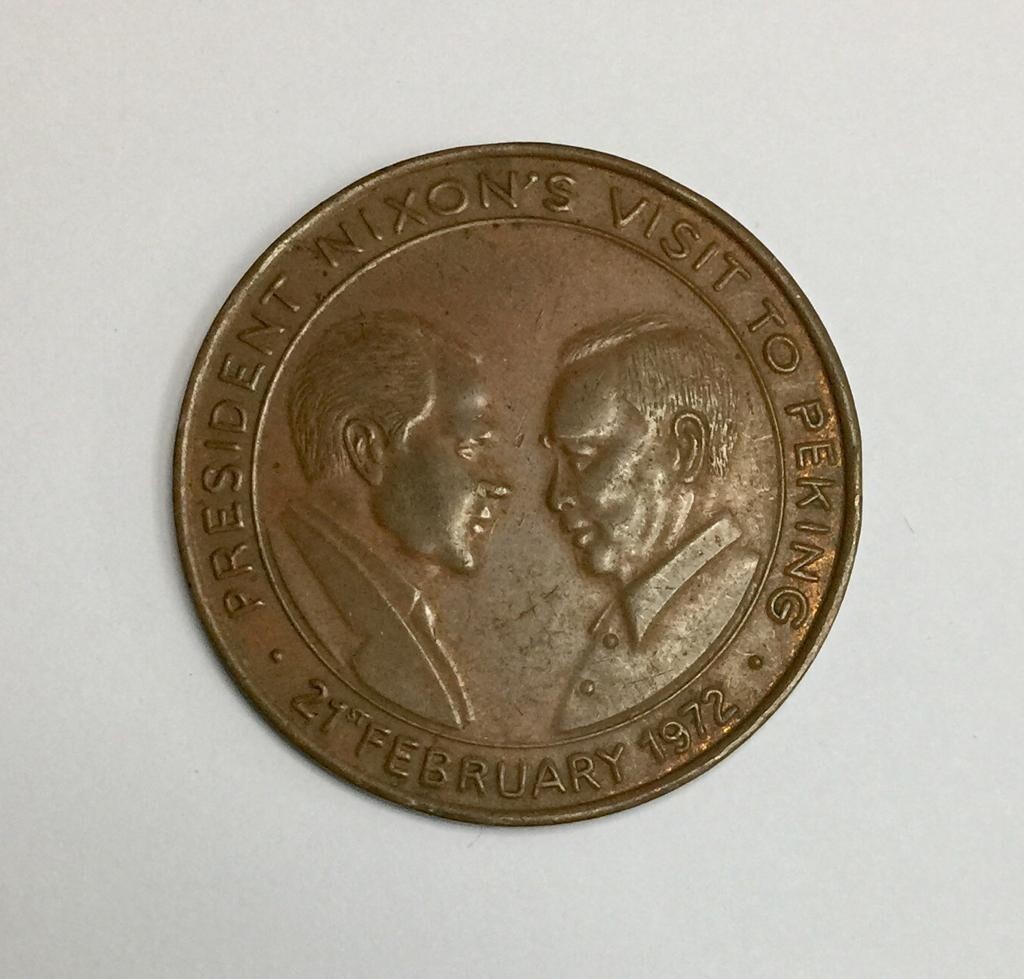 PRESIDENT NIXON'S VISIT TO PEKING
21ST FEBRUARY 1972